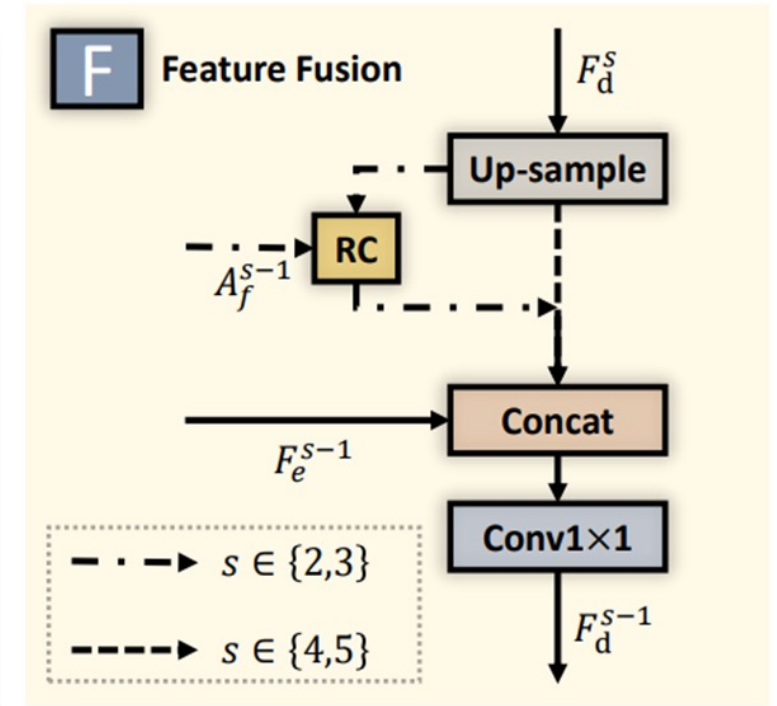 F Feature Fusion
F_d^s
Up-sample
RC
A_f^{s-1}
Concat
F_e^{s-1}
Conv1×1
s ∈ {2,3}
F_d^{s-1}
s ∈ {4,5}